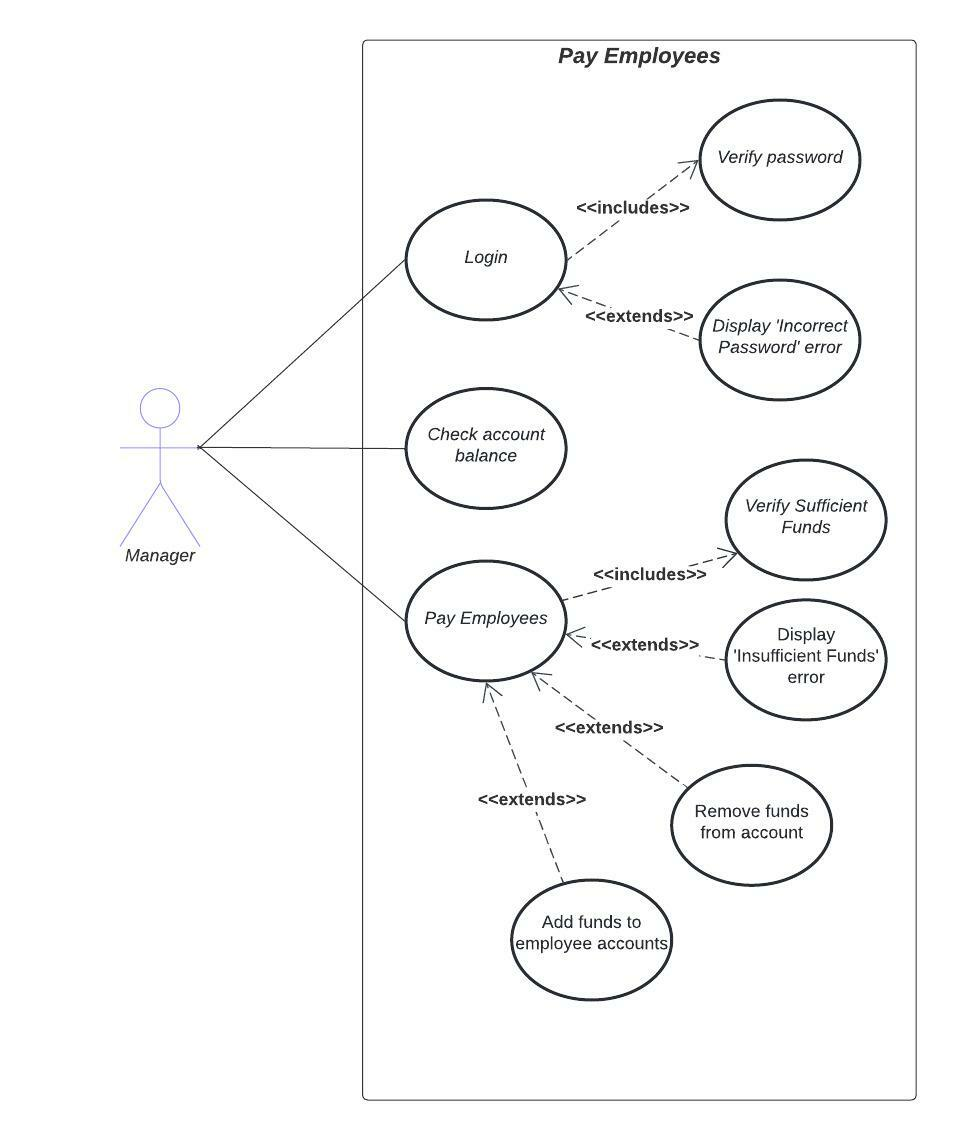 Pay Employees
Verify password
<<includes>>
Login
<<extends>>
Display 'Incorrect
Password' error
Check account
balance
Manager
Verify Sufficient
Funds
<<includes>>
Pay Employees
<<extends>>
Display
'Insufficient Funds'
error
<<extends>>
Remove funds
from account
<<extends>>
Add funds to
employee accounts